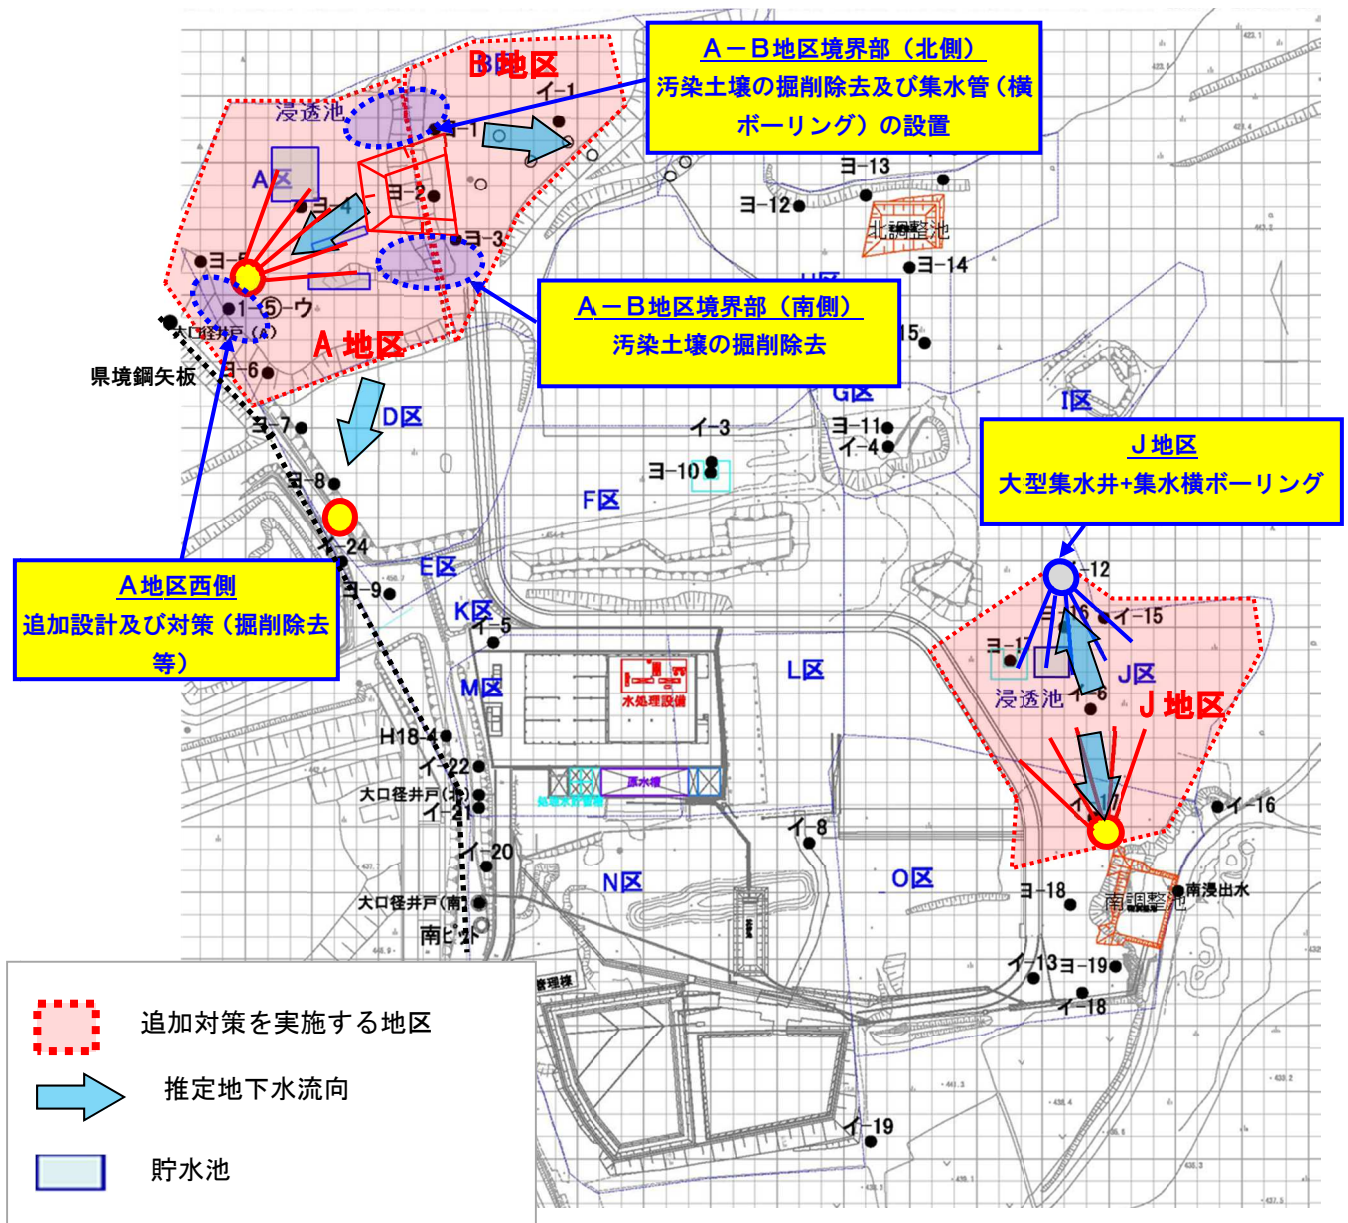 A－B地区境界部（北側）
汚染土壌の掘削除去及び集水管（横
ボーリング）の設置
B地区
イ-1
浸透池
ヨ-1
A区
ヨ-2
ヨ-4
ヨ-3
ヨ-13
ヨ-12
北調整池
ヨ-14
A－B地区境界部（南側）
汚染土壌の掘削除去
1-⑤-ウ
大口径井戸（A）
A 地区
県境鋼矢板
ヨ-6
15
G区
I区
ヨ-7
D区
イ-3
ヨ-11
イ-4
J地区
大型集水井+集水横ボーリング
ヨ-8
ヨ-10
F区
イ-24
E区
-12
A地区西側
追加設計及び対策（掘削除去
等）
ヨ-9
K区
イ-5
イ-15
L区
J区
M区
水処理設備
浸透池
イ-6
J 地区
H18-4
イ-22
大口径井戸(北)
原水槽
イ-21
イ-16
イ-8
イ-20
N区
O区
大口径井戸(南)
ヨ-18
南調整池
南浸出水
南ピット
イ-13
ヨ-19
イ-18
管理棟
イ-19
追加対策を実施する地区
推定地下水流向
貯水池